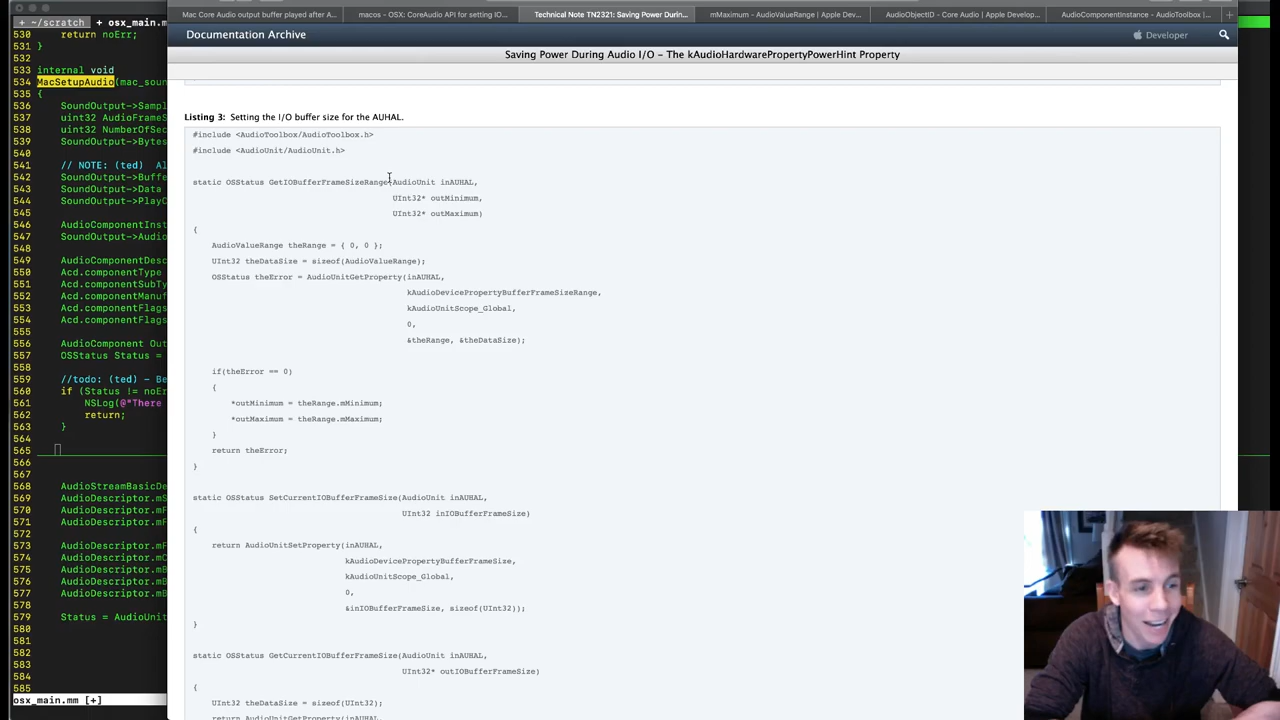 + ~/scratch
+ osx_main.m
Mac Core Audio output buffer played after A...
macos - OSX: CoreAudio API for setting IO...
Technical Note TN2321: Saving Power Durin...
mMaximum - AudioValueRange | Apple Dev...
AudioObjectID - Core Audio | Apple Develop...
AudioComponentInstance - AudioToolbox |...
Documentation Archive
Developer
Saving Power During Audio I/O – The kAudioHardwarePropertyPowerHint Property
530 return noErr;
531 }
532
533 internal void
534 MacSetupAudio(mac_soun
535 {
536 SoundOutput->Sampl
537 uint32 AudioFrameS
538 uint32 NumberOfSec
539 SoundOutput->Bytes
540
541 // NOTE: (ted)  Al
542 SoundOutput->Buffe
543 SoundOutput->Data
544 SoundOutput->PlayC
545
546 AudioComponentInst
547 SoundOutput->Audio
548
549 AudioComponentDesc
550 Acd.componentType
551 Acd.componentSubTy
552 Acd.componentManuf
553 Acd.componentFlags
554 Acd.componentFlags
555
556 AudioComponent Out
557 OSStatus Status =
558
559 //todo: (ted) - Be
560 if (Status != noEr
561 NSLog(@"There
562 return;
563 }
564
565
566
567
568 AudioStreamBasicDe
569 AudioDescriptor.mS
570 AudioDescriptor.mF
571 AudioDescriptor.mF
572
573 AudioDescriptor.mF
574 AudioDescriptor.mC
575 AudioDescriptor.mB
576 AudioDescriptor.mB
577 AudioDescriptor.mB
578
579 Status = AudioUnit
580
581
582
583
584
585
osx_main.mm [+]
Listing 3: Setting the I/O buffer size for the AUHAL.
#include <AudioToolbox/AudioToolbox.h>
#include <AudioUnit/AudioUnit.h>
static OSStatus GetIOBufferFrameSizeRange(AudioUnit inAUHAL,
UInt32* outMinimum,
UInt32* outMaximum)
{
AudioValueRange theRange = { 0, 0 };
UInt32 theDataSize = sizeof(AudioValueRange);
OSStatus theError = AudioUnitGetProperty(inAUHAL,
kAudioDevicePropertyBufferFrameSizeRange,
kAudioUnitScope_Global,
0,
&theRange, &theDataSize);
if(theError == 0)
{
*outMinimum = theRange.mMinimum;
*outMaximum = theRange.mMaximum;
}
return theError;
}
static OSStatus SetCurrentIOBufferFrameSize(AudioUnit inAUHAL,
UInt32 inIOBufferFrameSize)
{
return AudioUnitSetProperty(inAUHAL,
kAudioDevicePropertyBufferFrameSize,
kAudioUnitScope_Global,
0,
&inIOBufferFrameSize, sizeof(UInt32));
}
static OSStatus GetCurrentIOBufferFrameSize(AudioUnit inAUHAL,
UInt32* outIOBufferFrameSize)
{
UInt32 theDataSize = sizeof(UInt32);
return AudioUnitGetProperty(inAUHAL,